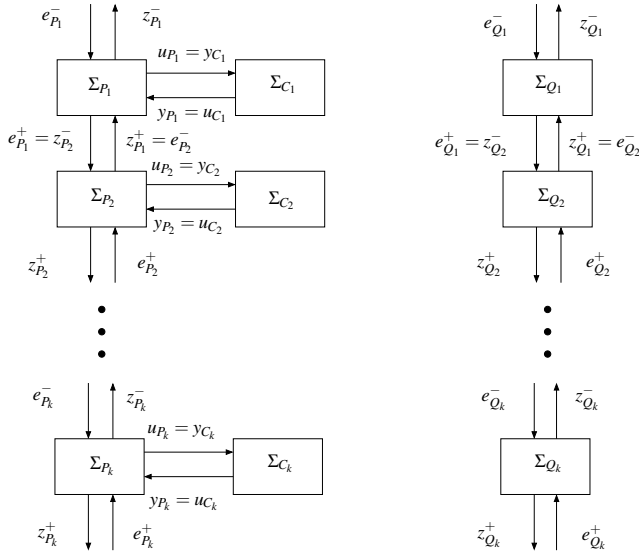 e_{P_1}^- z_{P_1}^- e_{Q_1}^- z_{Q_1}^-
u_{P_1} = y_{C_1}
Σ_{P_1} Σ_{C_1} Σ_{Q_1}
y_{P_1} = u_{C_1}
e_{P_1}^+ = z_{P_2}^- z_{P_1}^+ = e_{P_2}^- e_{Q_1}^+ = z_{Q_2}^- z_{Q_1}^+ = e_{Q_2}^-
u_{P_2} = y_{C_2}
Σ_{P_2} Σ_{C_2} Σ_{Q_2}
y_{P_2} = u_{C_2}
z_{P_2}^+ e_{P_2}^+ z_{Q_2}^+ e_{Q_2}^+
e_{P_k}^- z_{P_k}^- e_{Q_k}^- z_{Q_k}^-
u_{P_k} = y_{C_k}
Σ_{P_k} Σ_{C_k} Σ_{Q_k}
y_{P_k} = u_{C_k}
z_{P_k}^+ e_{P_k}^+ z_{Q_k}^+ e_{Q_k}^+